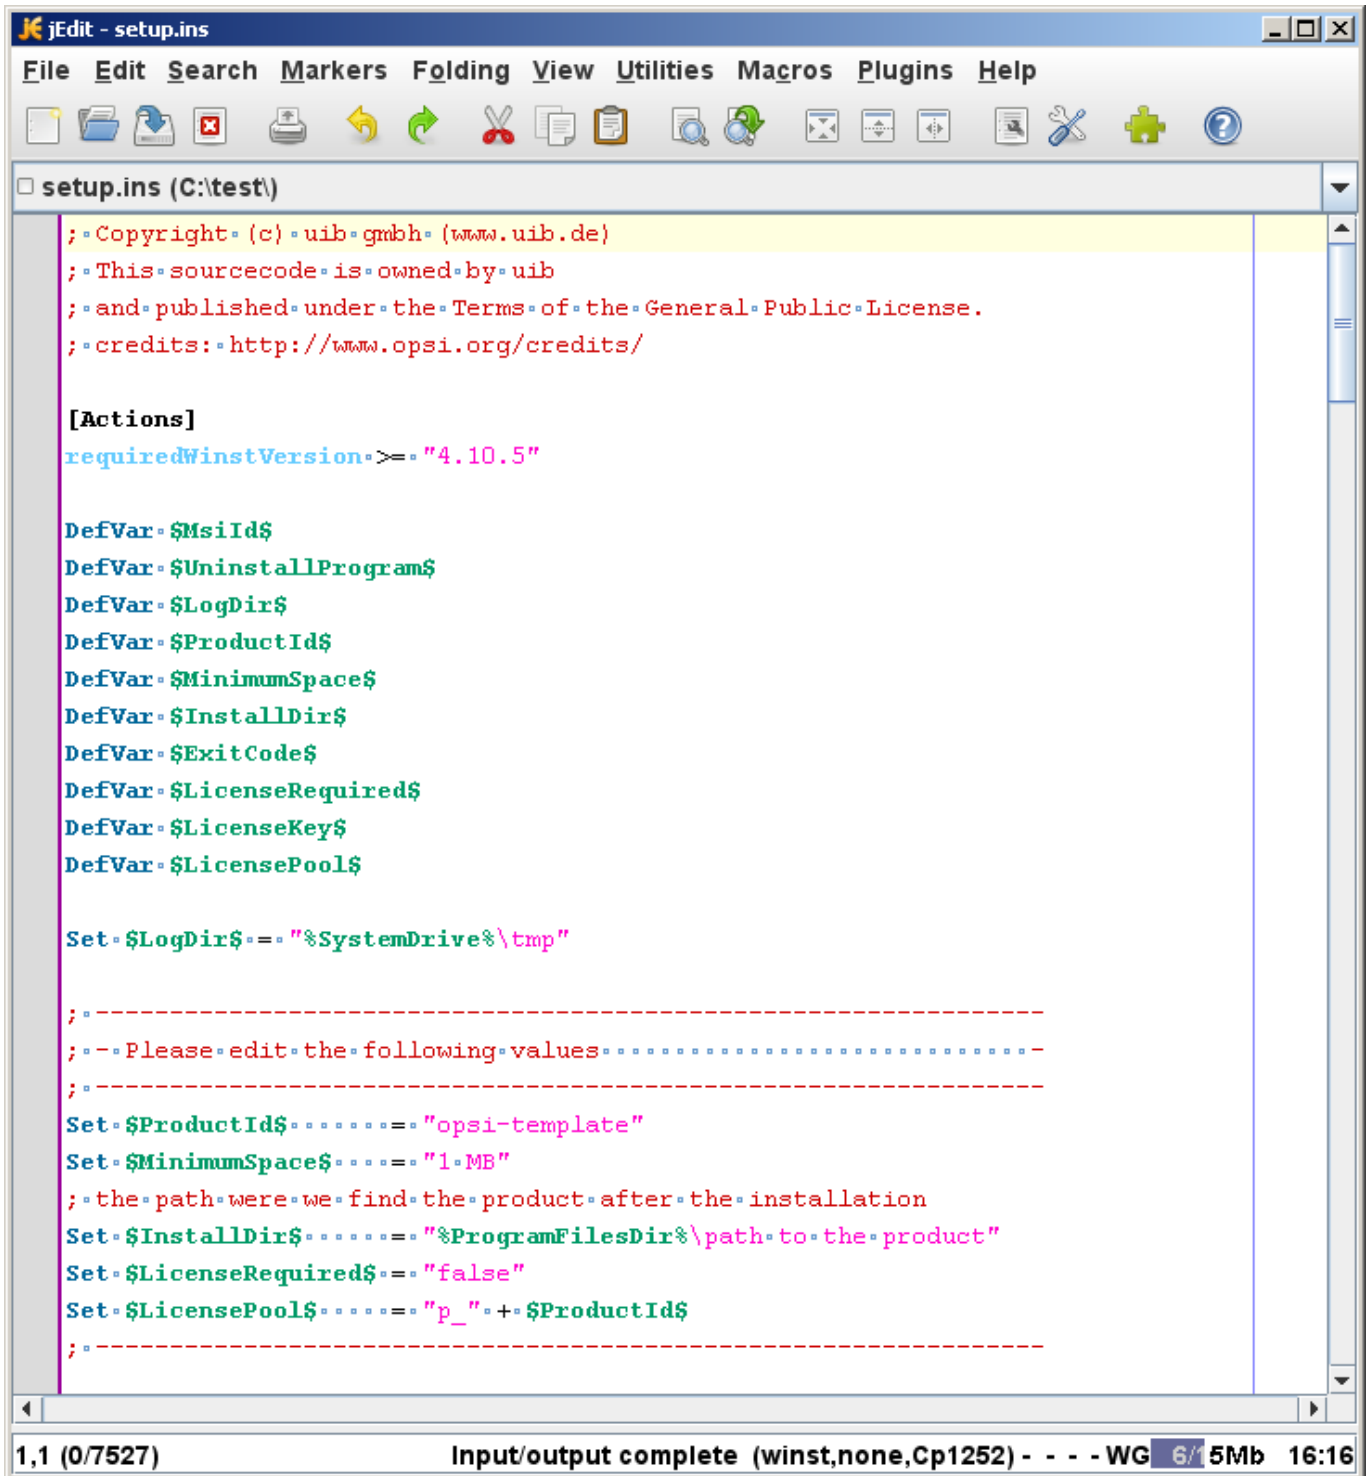 jEdit - setup.ins
File Edit Search Markers Folding View Utilities Macros Plugins Help
setup.ins (C:\test\)
; Copyright (c) uib gmbh (www.uib.de)
; This sourcecode is owned by uib
; and published under the Terms of the General Public License.
; credits: http://www.opsi.org/credits/
[Actions]
requiredWinstVersion >= "4.10.5"
DefVar $MsiId$
DefVar $UninstallProgram$
DefVar $LogDir$
DefVar $ProductId$
DefVar $MinimumSpace$
DefVar $InstallDir$
DefVar $ExitCode$
DefVar $LicenseRequired$
DefVar $LicenseKey$
DefVar $LicensePool$
Set $LogDir$ = "%SystemDrive%\tmp"
; ----------------------------------------------------------------
; - Please edit the following values                             -
; ----------------------------------------------------------------
Set $ProductId$       = "opsi-template"
Set $MinimumSpace$    = "1 MB"
; the path were we find the product after the installation
Set $InstallDir$      = "%ProgramFilesDir%\path to the product"
Set $LicenseRequired$ = "false"
Set $LicensePool$     = "p_" + $ProductId$
; ----------------------------------------------------------------
1,1 (0/7527) Input/output complete (winst,none,Cp1252) - - - - WG 6/15Mb 16:16